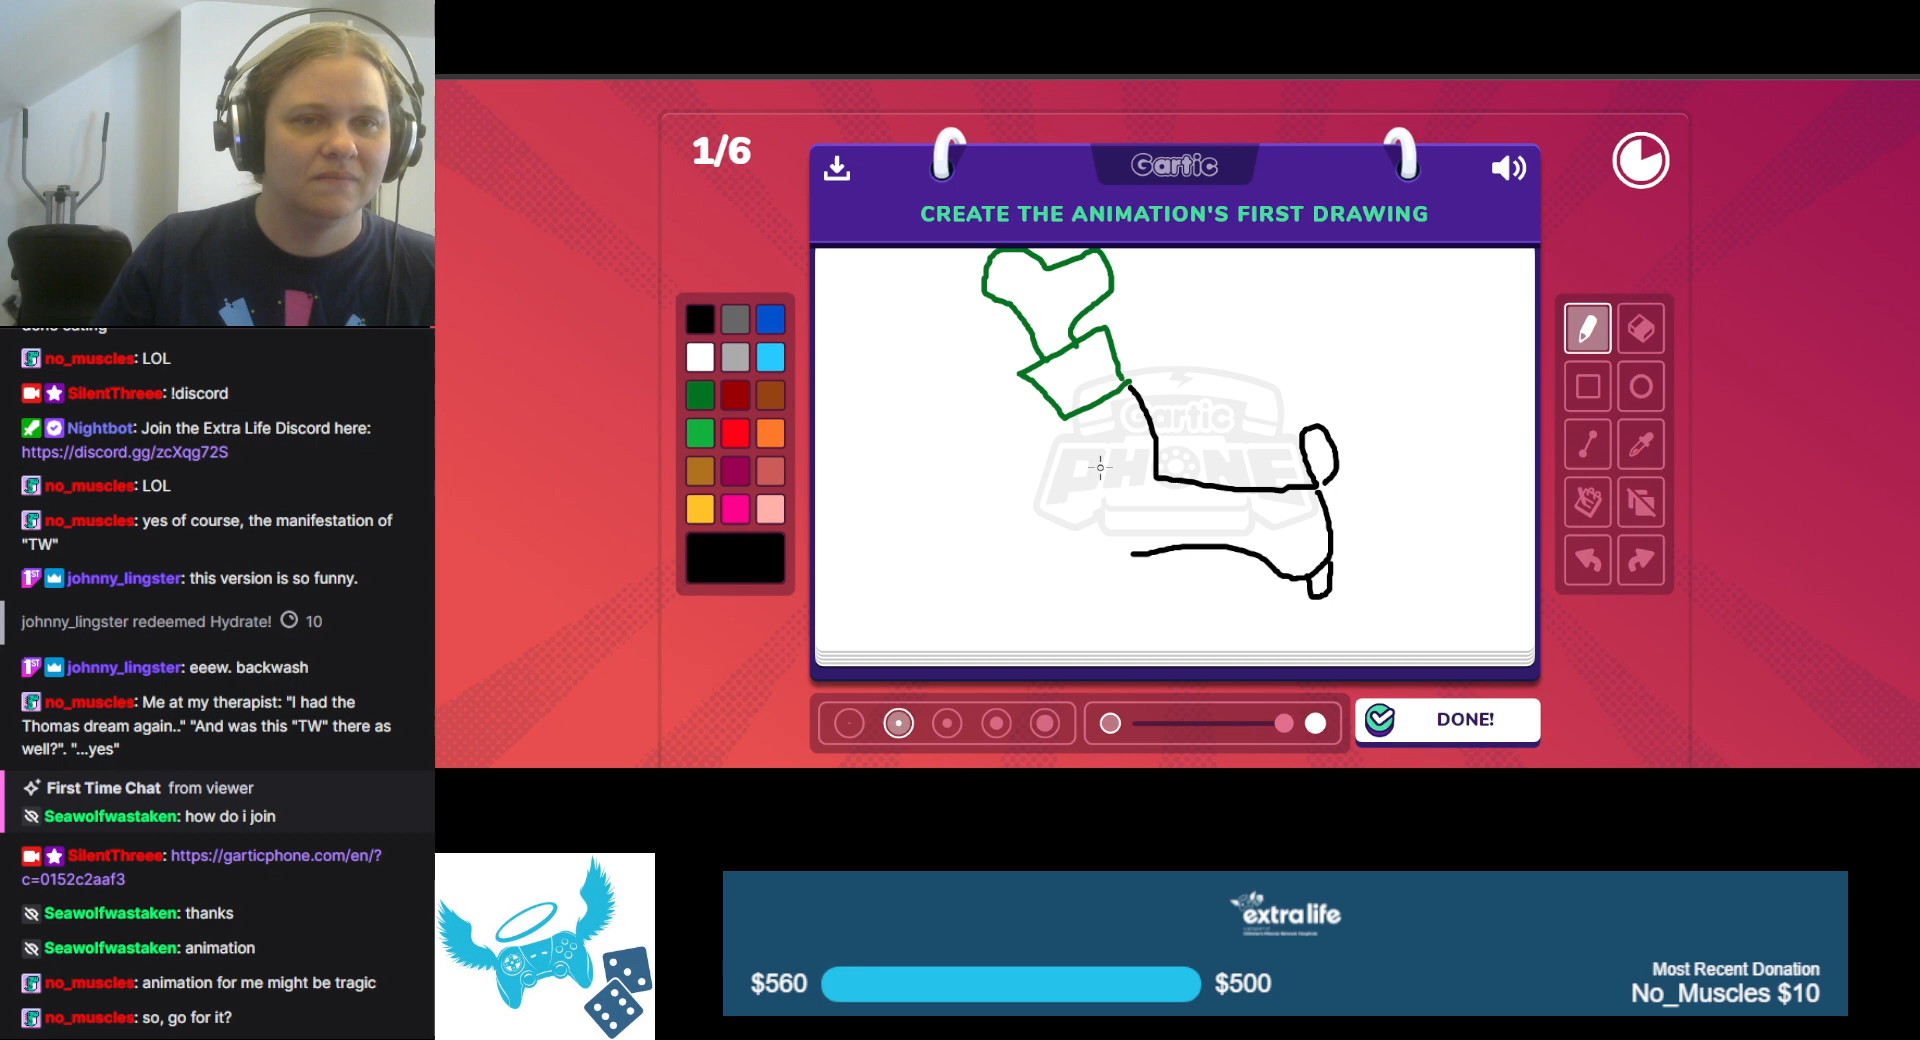 no_muscles: LOL
SilentThreee: !discord
Nightbot: Join the Extra Life Discord here:
https://discord.gg/zcXqg72S
no_muscles: LOL
no_muscles: yes of course, the manifestation of
"TW"
1ST johnny_lingster: this version is so funny.
johnny_lingster redeemed Hydrate! 10
1ST johnny_lingster: eeew. backwash
no_muscles: Me at my therapist: "I had the
Thomas dream again.." "And was this "TW" there as
well?". "...yes"
First Time Chat from viewer
Seawolfwastaken: how do i join
SilentThreee: https://garticphone.com/en/?
c=0152c2aaf3
Seawolfwastaken: thanks
Seawolfwastaken: animation
no_muscles: animation for me might be tragic
no_muscles: so, go for it?
1/6
Gartic
CREATE THE ANIMATION'S FIRST DRAWING
Gartic
PHONE
DONE!
extra life
$560
$500
Most Recent Donation
No_Muscles $10